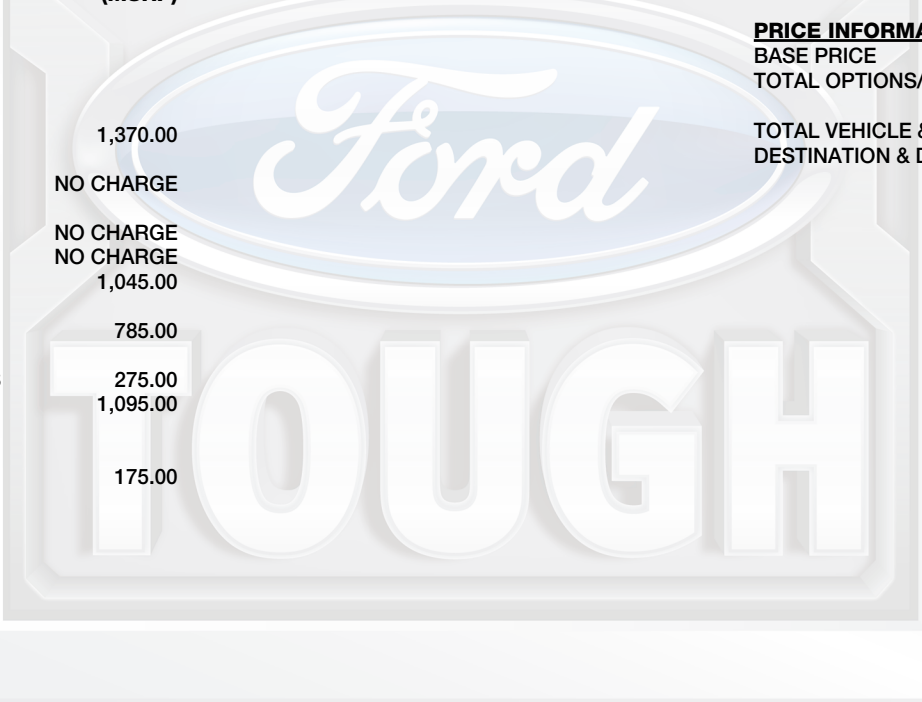 (MSRP)
1,370.00
NO CHARGE
NO CHARGE
NO CHARGE
1,045.00
785.00
275.00
1,095.00
175.00
PRICE INFORMA
BASE PRICE
TOTAL OPTIONS/
TOTAL VEHICLE &
DESTINATION & D
Ford
TOUGH